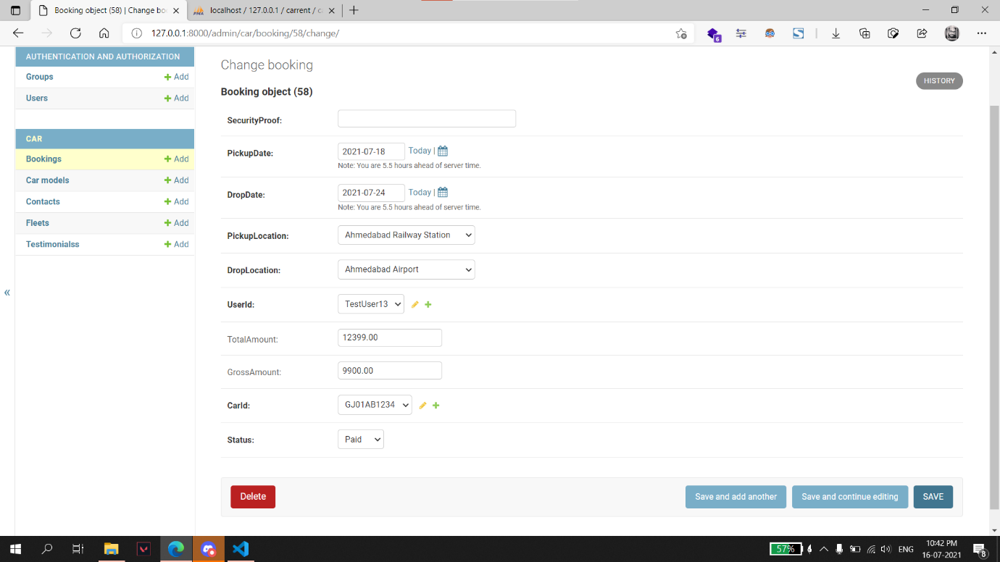 Booking object (58) | Change bo
localhost / 127.0.0.1 / carrent / c
127.0.0.1:8000/admin/car/booking/58/change/
6
AUTHENTICATION AND AUTHORIZATION
Groups + Add
Users + Add
CAR
Bookings + Add
Car models + Add
Contacts + Add
Fleets + Add
Testimonialss + Add
«
Change booking
HISTORY
Booking object (58)
SecurityProof:
PickupDate: 2021-07-18 Today |
Note: You are 5.5 hours ahead of server time.
DropDate: 2021-07-24 Today |
Note: You are 5.5 hours ahead of server time.
PickupLocation: Ahmedabad Railway Station
DropLocation: Ahmedabad Airport
UserId: TestUser13
TotalAmount: 12399.00
GrossAmount: 9900.00
CarId: GJ01AB1234
Status: Paid
Delete Save and add another Save and continue editing SAVE
57% ENG 10:42 PM
16-07-2021 8